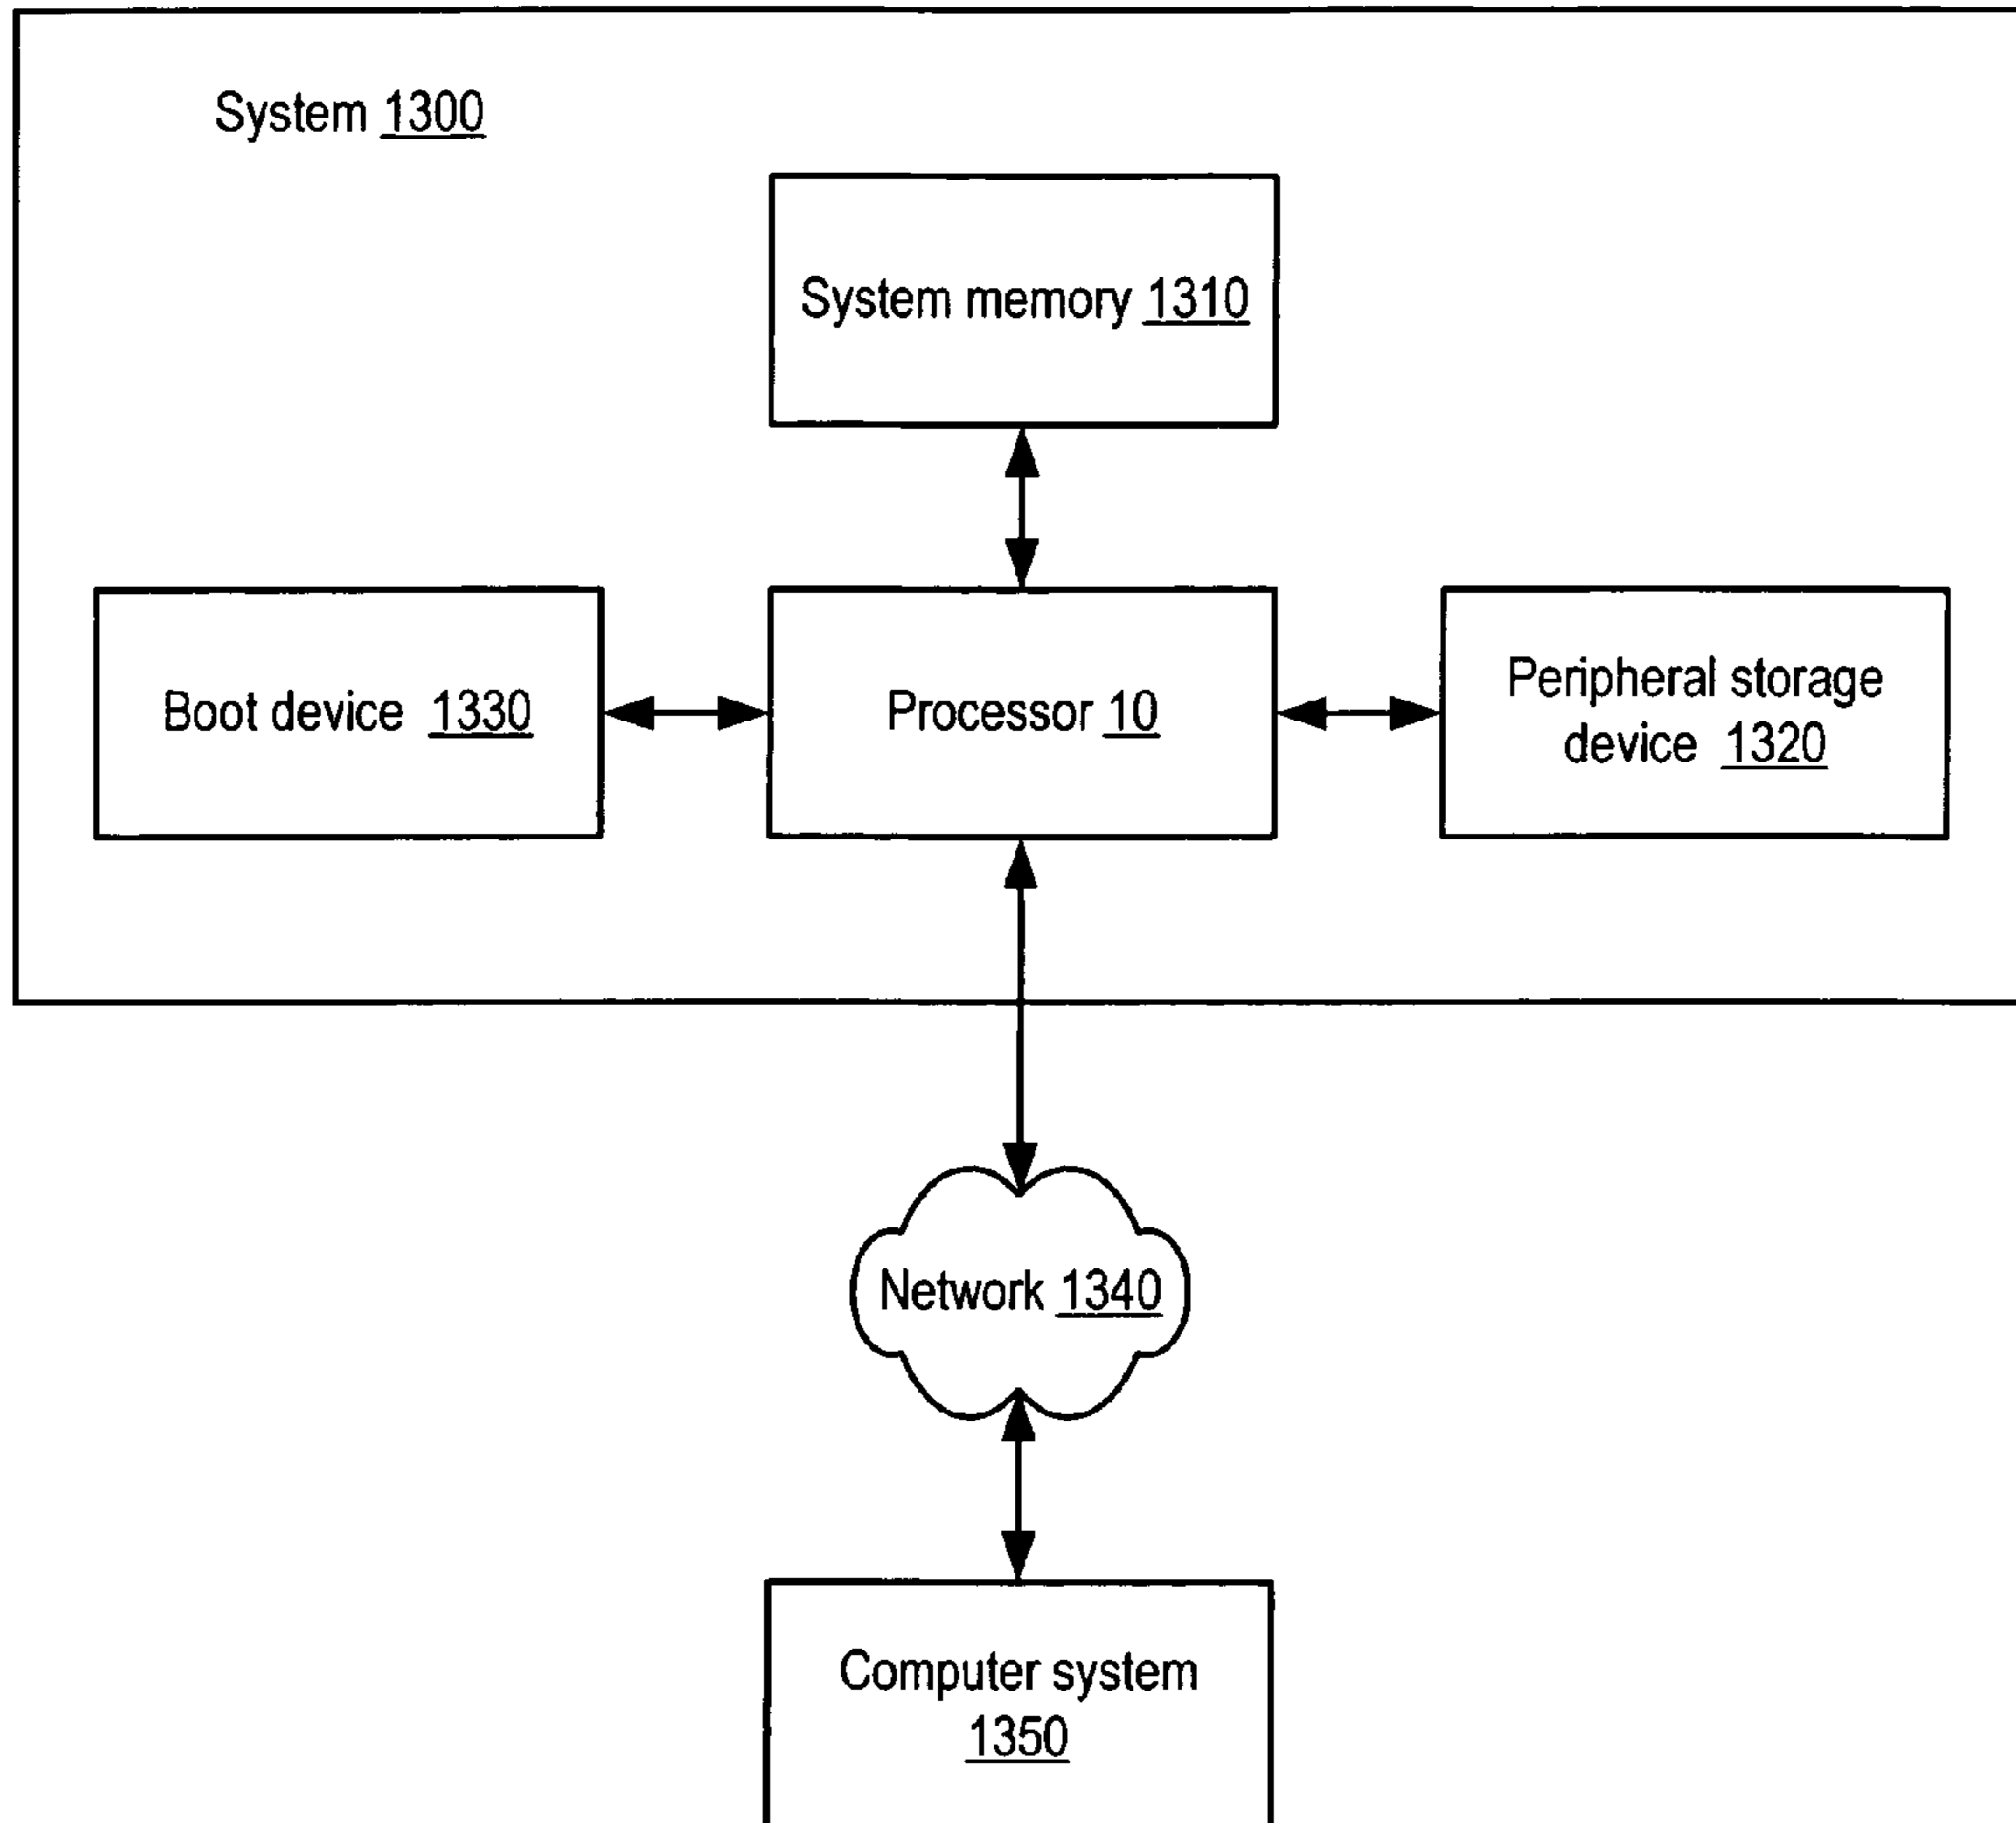 System 1300
System memory 1310
Boot device 1330
Processor 10
Peripheral storage
device 1320
Network 1340
Computer system
1350